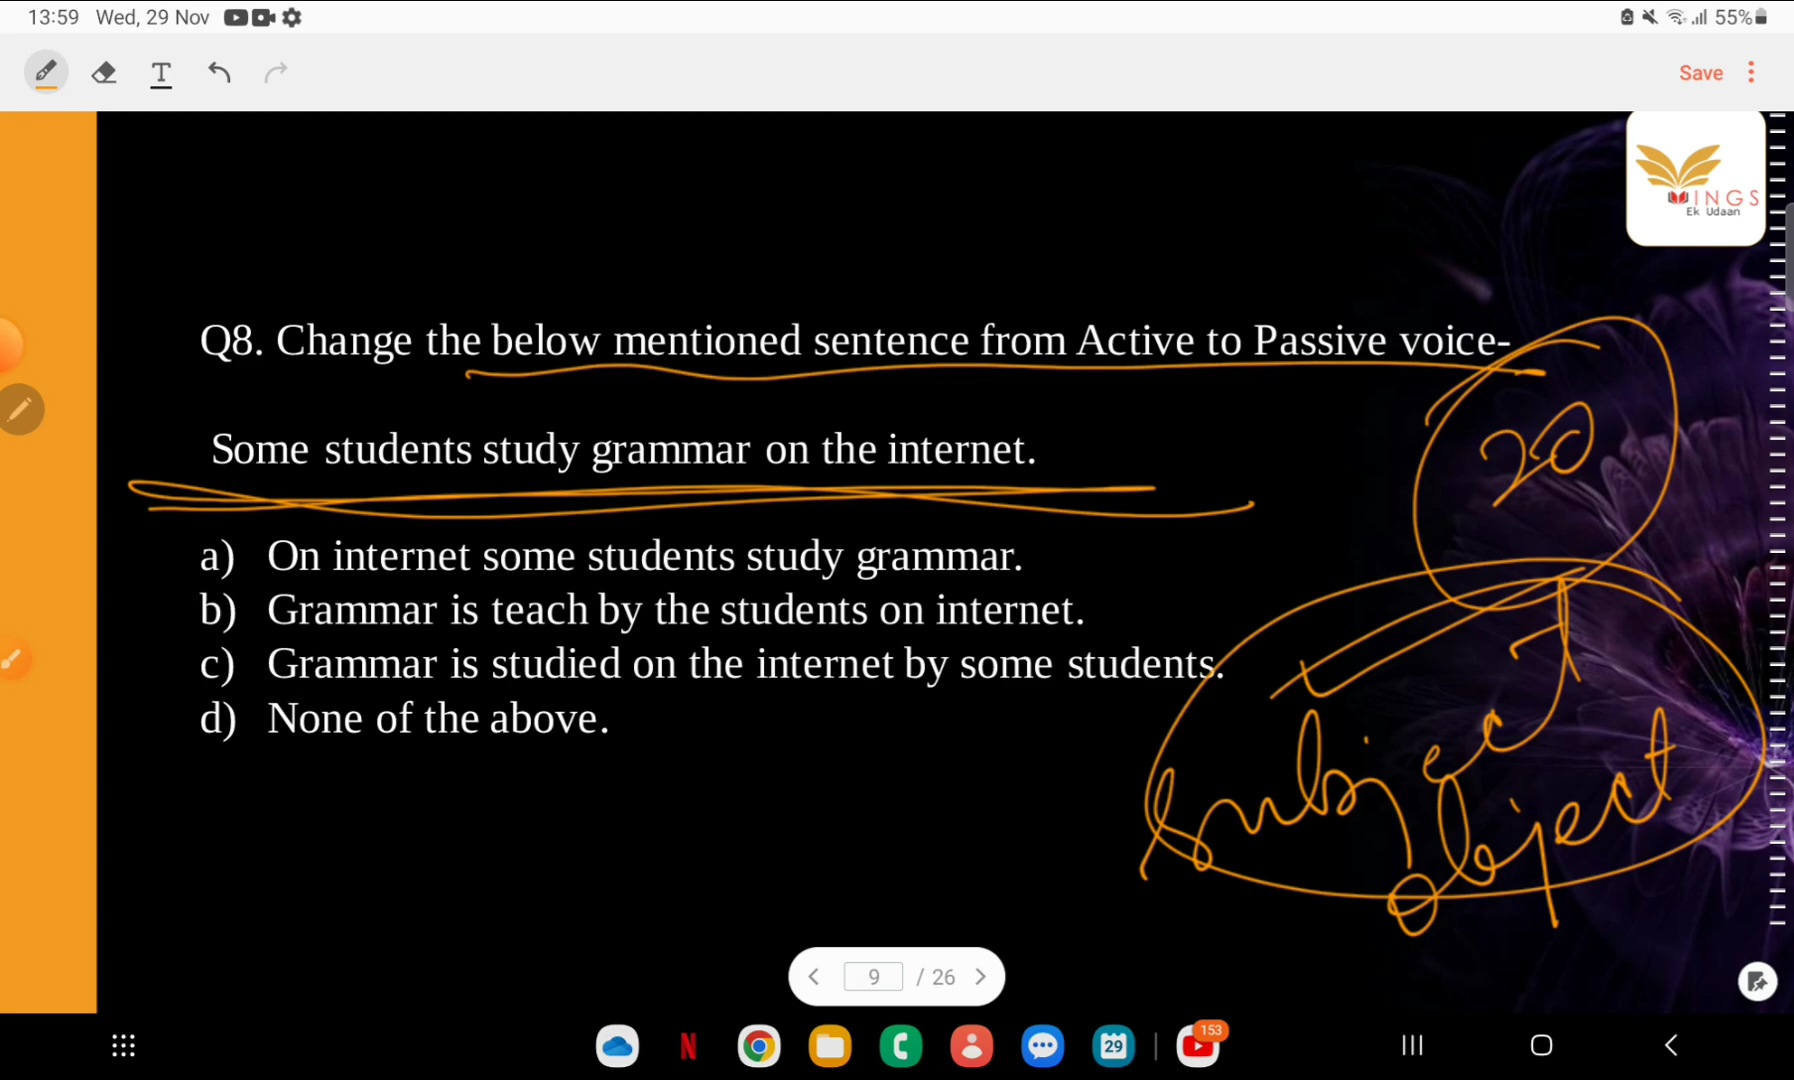 13:59 Wed, 29 Nov
55%
T
Save
WINGS
Ek Udaan
Q8. Change the below mentioned sentence from Active to Passive voice-
20
Some students study grammar on the internet.
a) On internet some students study grammar.
b) Grammar is teach by the students on internet.
c) Grammar is studied on the internet by some students.
d) None of the above.
Subject
Object
9 / 26
N
29
153